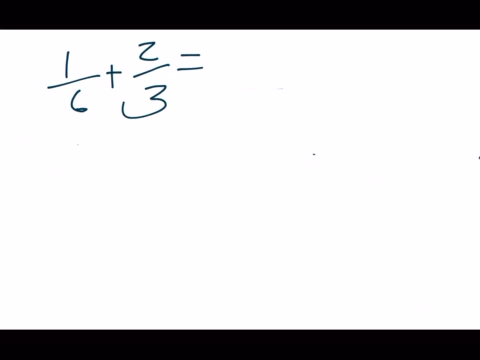 1/6 + 2/3 =